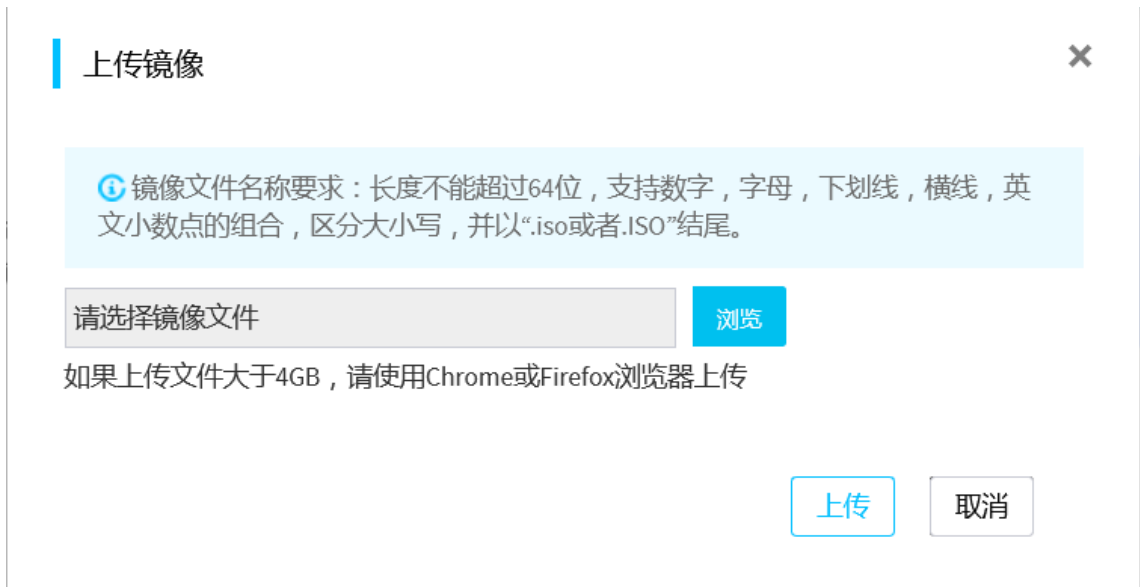 上传镜像
镜像文件名称要求：长度不能超过64位，支持数字，字母，下划线，横线，英
文小数点的组合，区分大小写，并以“.iso或者.ISO”结尾。
请选择镜像文件
浏览
如果上传文件大于4GB，请使用Chrome或Firefox浏览器上传
上传
取消